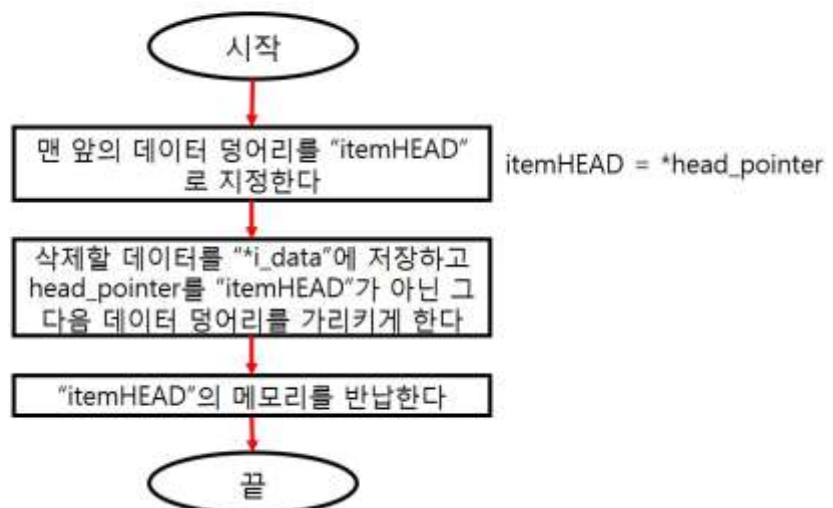 시작
맨 앞의 데이터 덩어리를 “itemHEAD”
로 지정한다
itemHEAD = *head_pointer
삭제할 데이터를 “*i_data”에 저장하고
head_pointer를 “itemHEAD”가 아닌 그
다음 데이터 덩어리를 가리키게 한다
“itemHEAD”의 메모리를 반납한다
끝